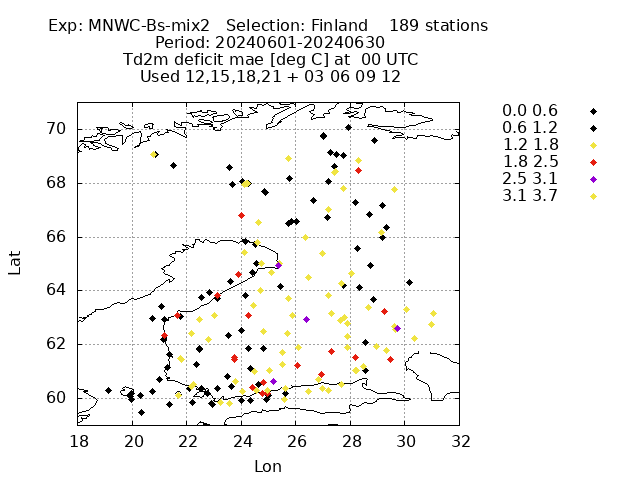 Exp: MNWC-Bs-mix2   Selection: Finland    189 stations
Period: 20240601-20240630
Td2m deficit mae [deg C] at  00 UTC
Used 12,15,18,21 + 03 06 09 12
0.0 0.6
0.6 1.2
1.2 1.8
1.8 2.5
2.5 3.1
3.1 3.7
70
68
66
64
62
60
Lat
18 20 22 24 26 28 30 32
Lon